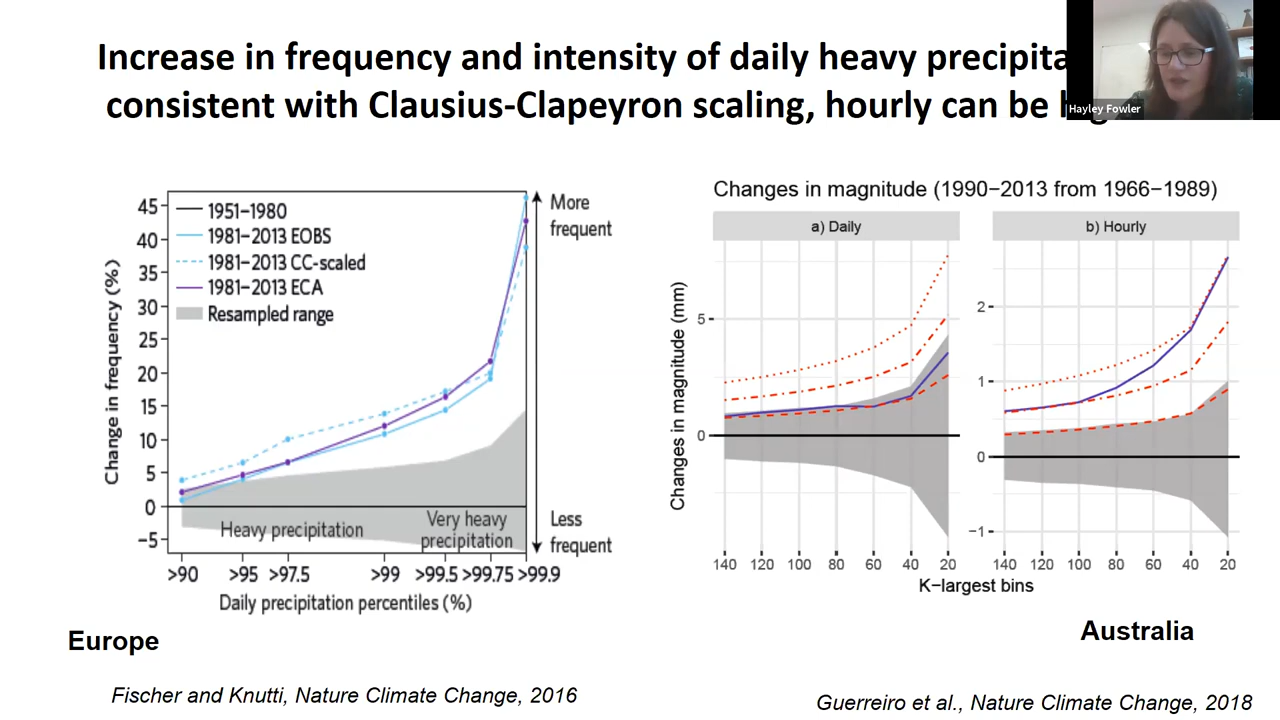 Increase in frequency and intensity of daily heavy precipita
consistent with Clausius-Clapeyron scaling, hourly can be
Hayley Fowler
45
40
35
30
25
20
15
10
5
0
−5
Change in frequency (%)
1951–1980
1981–2013 EOBS
1981–2013 CC-scaled
1981–2013 ECA
Resampled range
More
frequent
Less
frequent
Heavy precipitation
Very heavy
precipitation
>90 >95 >97.5 >99 >99.5 >99.75 >99.9
Daily precipitation percentiles (%)
Europe
Fischer and Knutti, Nature Climate Change, 2016
Changes in magnitude (1990−2013 from 1966−1989)
a) Daily
b) Hourly
Changes in magnitude (mm)
5
0
2
1
0
−1
140 120 100 80 60 40 20
140 120 100 80 60 40 20
K−largest bins
Australia
Guerreiro et al., Nature Climate Change, 2018